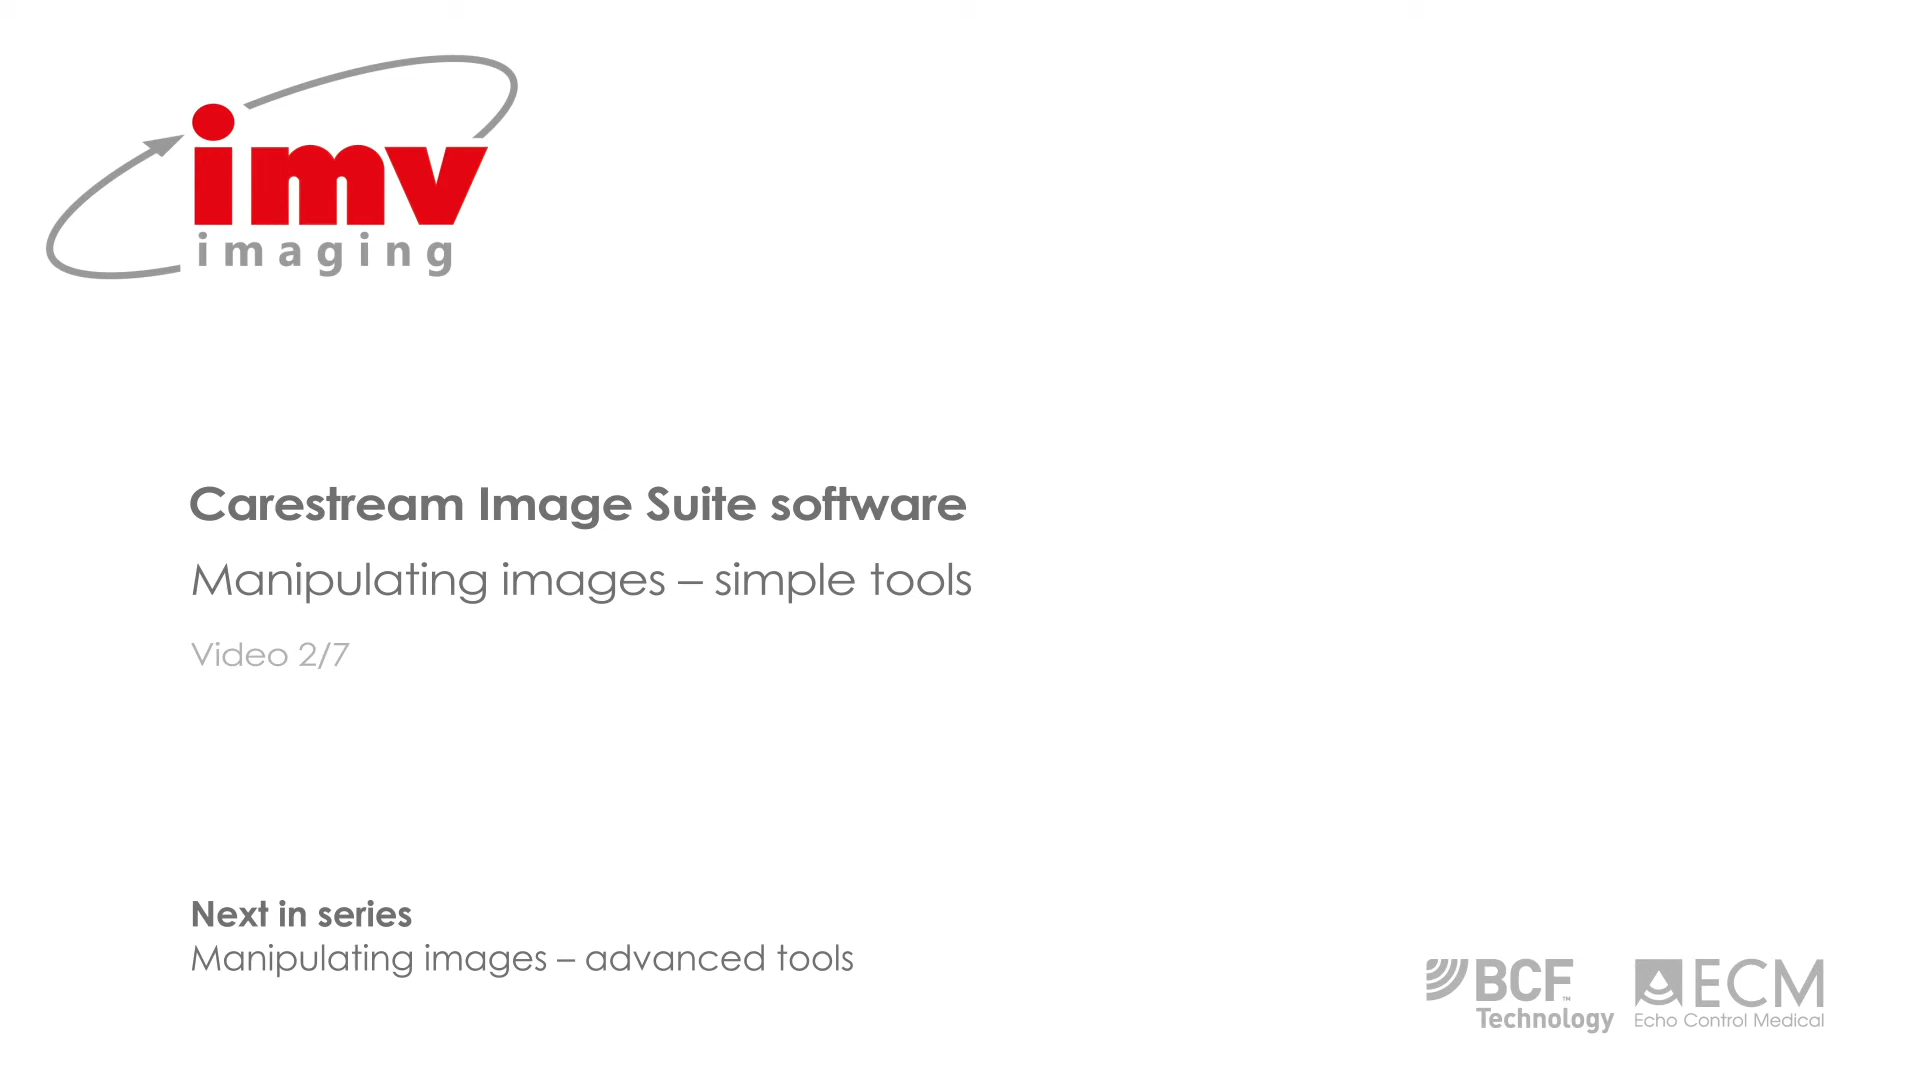 imv
imaging
Carestream Image Suite software
Manipulating images – simple tools
Video 2/7
Next in series
Manipulating images – advanced tools
BCF™
Technology
ECM
Echo Control Medical